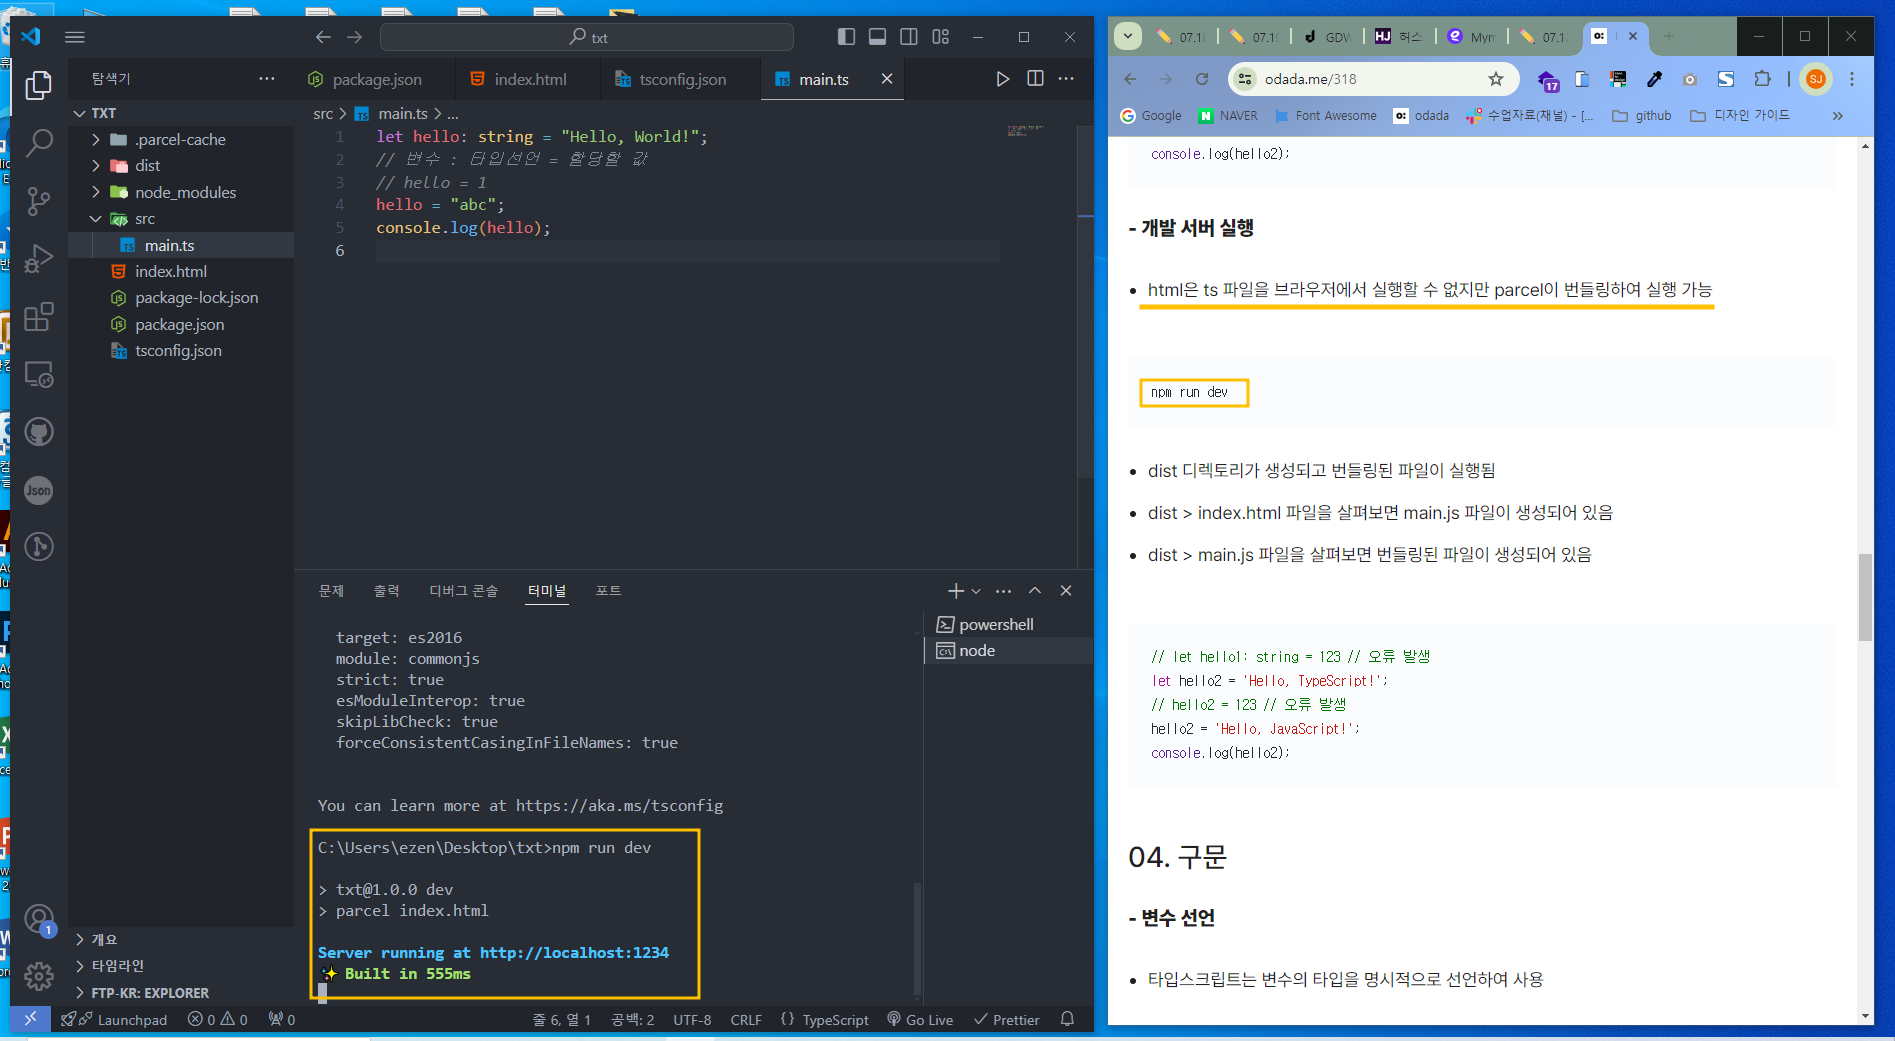 txt
탐색기
package.json
index.html
tsconfig.json
main.ts
TXT
.parcel-cache
dist
node_modules
src
main.ts
index.html
package-lock.json
package.json
tsconfig.json
개요
타임라인
FTP-KR: EXPLORER
src > main.ts > ...
1 let hello: string = "Hello, World!";
2 // 변수 : 타입선언 = 할당할 값
3 // hello = 1
4 hello = "abc";
5 console.log(hello);
6
문제 출력 디버그 콘솔 터미널 포트
powershell
node
target: es2016
module: commonjs
strict: true
esModuleInterop: true
skipLibCheck: true
forceConsistentCasingInFileNames: true
You can learn more at https://aka.ms/tsconfig
C:\Users\ezen\Desktop\txt>npm run dev
> txt@1.0.0 dev
> parcel index.html
Server running at http://localhost:1234
✨ Built in 555ms
Json
1
Launchpad 0 0 0 줄 6, 열 1 공백: 2 UTF-8 CRLF {} TypeScript Go Live Prettier
GDW HJ 허스 Myn
odada.me/318
17
SJ
Google NAVER Font Awesome odada 수업자료(채널) - [... github 디자인 가이드
console.log(hello2);
- 개발 서버 실행
• html은 ts 파일을 브라우저에서 실행할 수 없지만 parcel이 번들링하여 실행 가능
npm run dev
• dist 디렉토리가 생성되고 번들링된 파일이 실행됨
• dist > index.html 파일을 살펴보면 main.js 파일이 생성되어 있음
• dist > main.js 파일을 살펴보면 번들링된 파일이 생성되어 있음
// let hello1: string = 123 // 오류 발생
let hello2 = 'Hello, TypeScript!';
// hello2 = 123 // 오류 발생
hello2 = 'Hello, JavaScript!';
console.log(hello2);
04. 구문
- 변수 선언
• 타입스크립트는 변수의 타입을 명시적으로 선언하여 사용